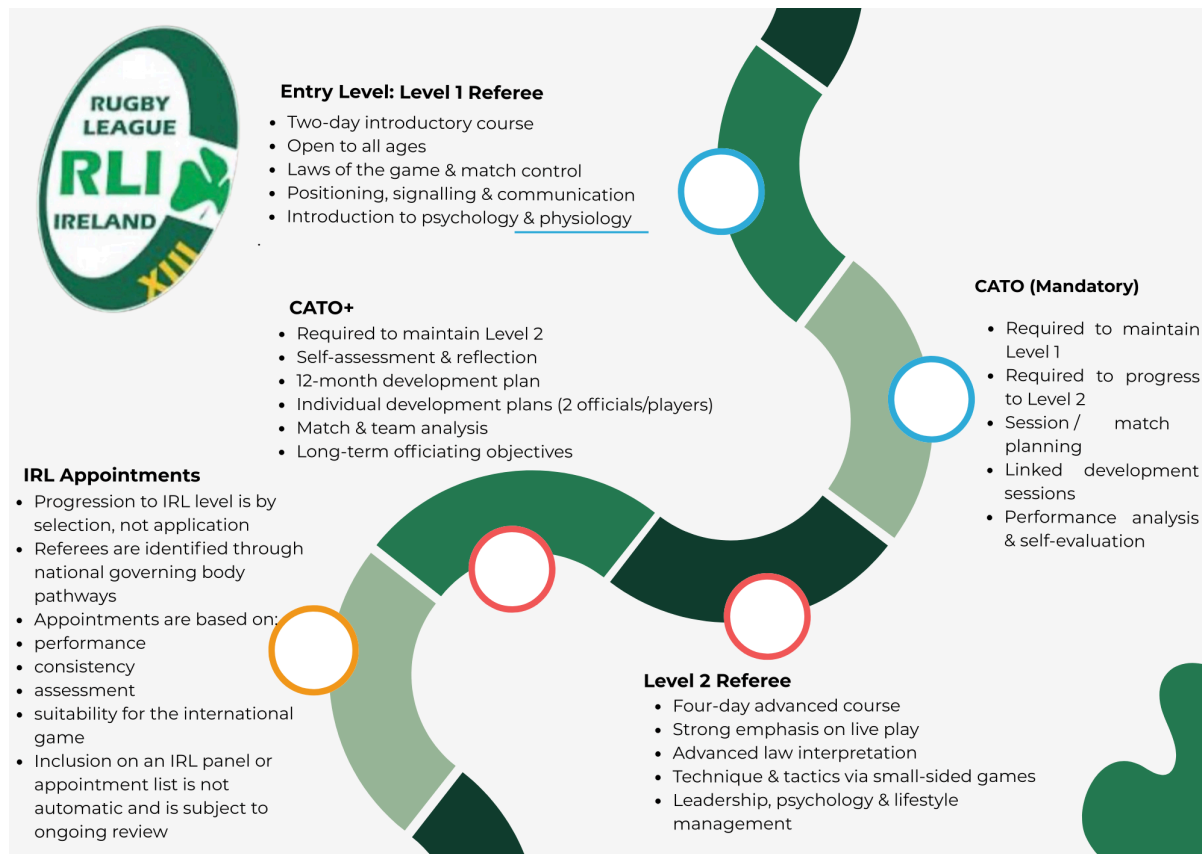 RUGBY
LEAGUE
RLI
IRELAND
XIII
Entry Level: Level 1 Referee
• Two-day introductory course
• Open to all ages
• Laws of the game & match control
• Positioning, signalling & communication
• Introduction to psychology & physiology
.
CATO (Mandatory)
• Required to maintain
Level 1
• Required to progress
to Level 2
• Session / match
planning
• Linked development
sessions
• Performance analysis
& self-evaluation
Level 2 Referee
• Four-day advanced course
• Strong emphasis on live play
• Advanced law interpretation
• Technique & tactics via small-sided games
• Leadership, psychology & lifestyle
management
CATO+
• Required to maintain Level 2
• Self-assessment & reflection
• 12-month development plan
• Individual development plans (2 officials/players)
• Match & team analysis
• Long-term officiating objectives
IRL Appointments
• Progression to IRL level is by
selection, not application
• Referees are identified through
national governing body
pathways
• Appointments are based on:
• performance
• consistency
• assessment
• suitability for the international
game
• Inclusion on an IRL panel or
appointment list is not
automatic and is subject to
ongoing review